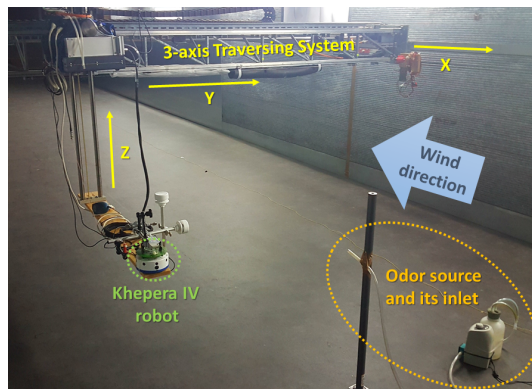 3-axis Traversing System
X
Y
Z
Wind
direction
Khepera IV
robot
Odor source
and its inlet